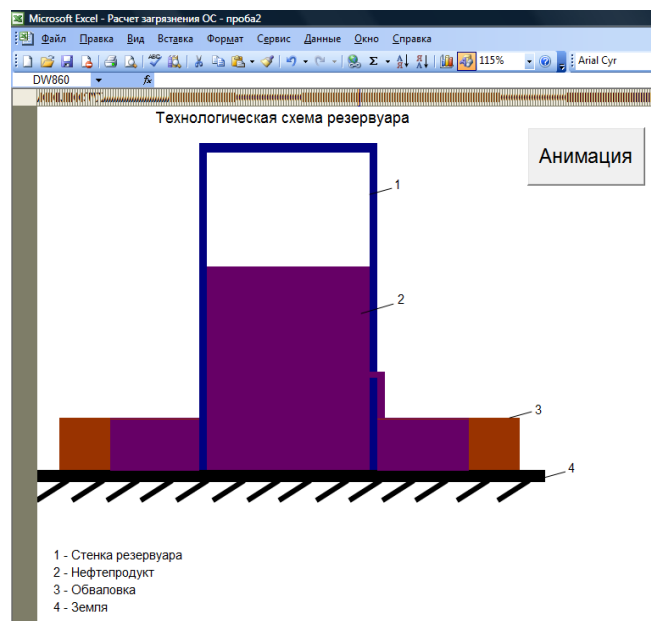 Microsoft Excel - Расчет загрязнения ОС - проба2
Файл Правка Вид Вставка Формат Сервис Данные Окно Справка
115% Arial Cyr
DW860 fx
Технологическая схема резервуара
Анимация
1
2
3
4
1 - Стенка резервуара
2 - Нефтепродукт
3 - Обваловка
4 - Земля